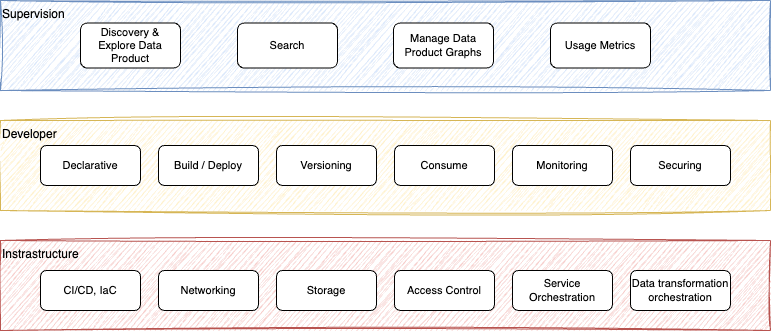 Supervision
Discovery &
Explore Data
Product
Search
Manage Data
Product Graphs
Usage Metrics
Developer
Declarative
Build / Deploy
Versioning
Consume
Monitoring
Securing
Instrastructure
CI/CD, IaC
Networking
Storage
Access Control
Service
Orchestration
Data transformation
orchestration